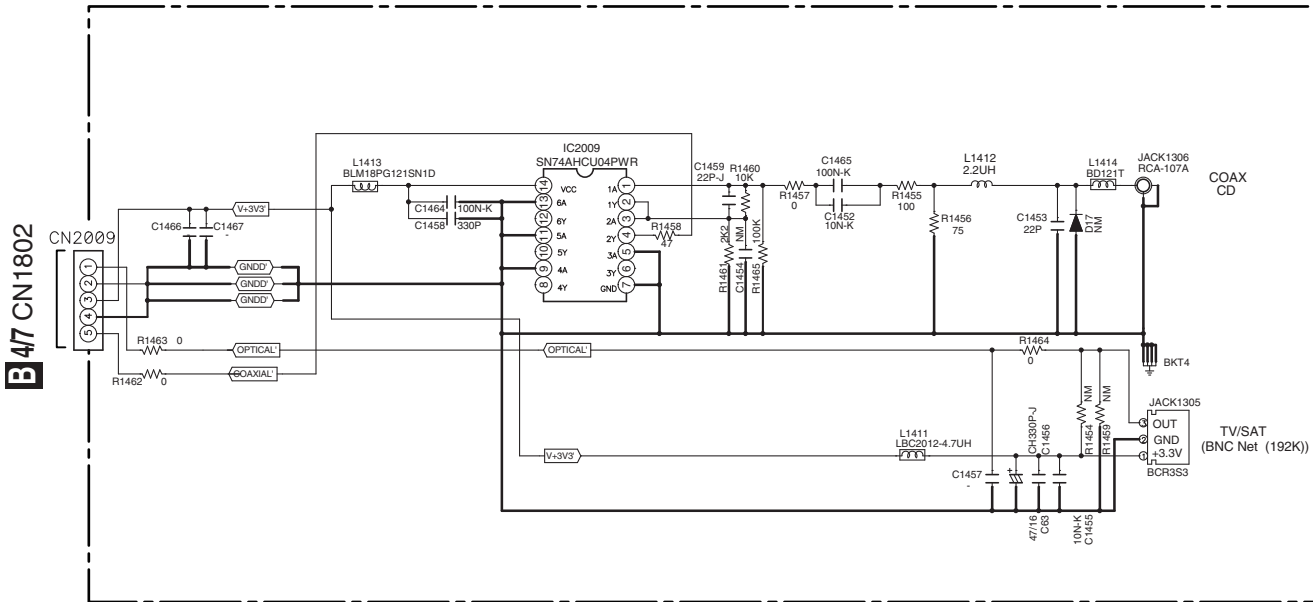 B 4/7 CN1802
CN2009
1
2
3
4
5
C1466
-
C1467
-
V+3V3'
GNDD'
GNDD'
GNDD'
R1463 0
R1462 0
OPTICAL'
COAXIAL'
L1413
BLM18PG121SN1D
C1464 100N-K
C1458 330P
IC2009
SN74AHCU04PWR
14 VCC 1A 1
13 6A 1Y 2
12 6Y 2A 3
11 5A 2Y 4
10 5Y 3A 5
9 4A 3Y 6
8 4Y GND 7
R1458
47
C1459
22P-J
R1460
10K
2K2
R1461
NM
C1454
100K
R1465
R1457
0
C1465
100N-K
C1452
10N-K
R1455
100
R1456
75
L1412
2.2UH
C1453
22P
D17
NM
L1414
BD121T
JACK1306
RCA-107A
COAX
CD
BKT4
OPTICAL'
R1464
0
V+3V3'
L1411
LBC2012-4.7UH
C1457
-
+
47/16
C63
CH330P-J
C1456
10N-K
C1455
NM
R1454
NM
R1459
JACK1305
3 OUT
2 GND
1 +3.3V
BCR3S3
TV/SAT
(BNC Net (192K))